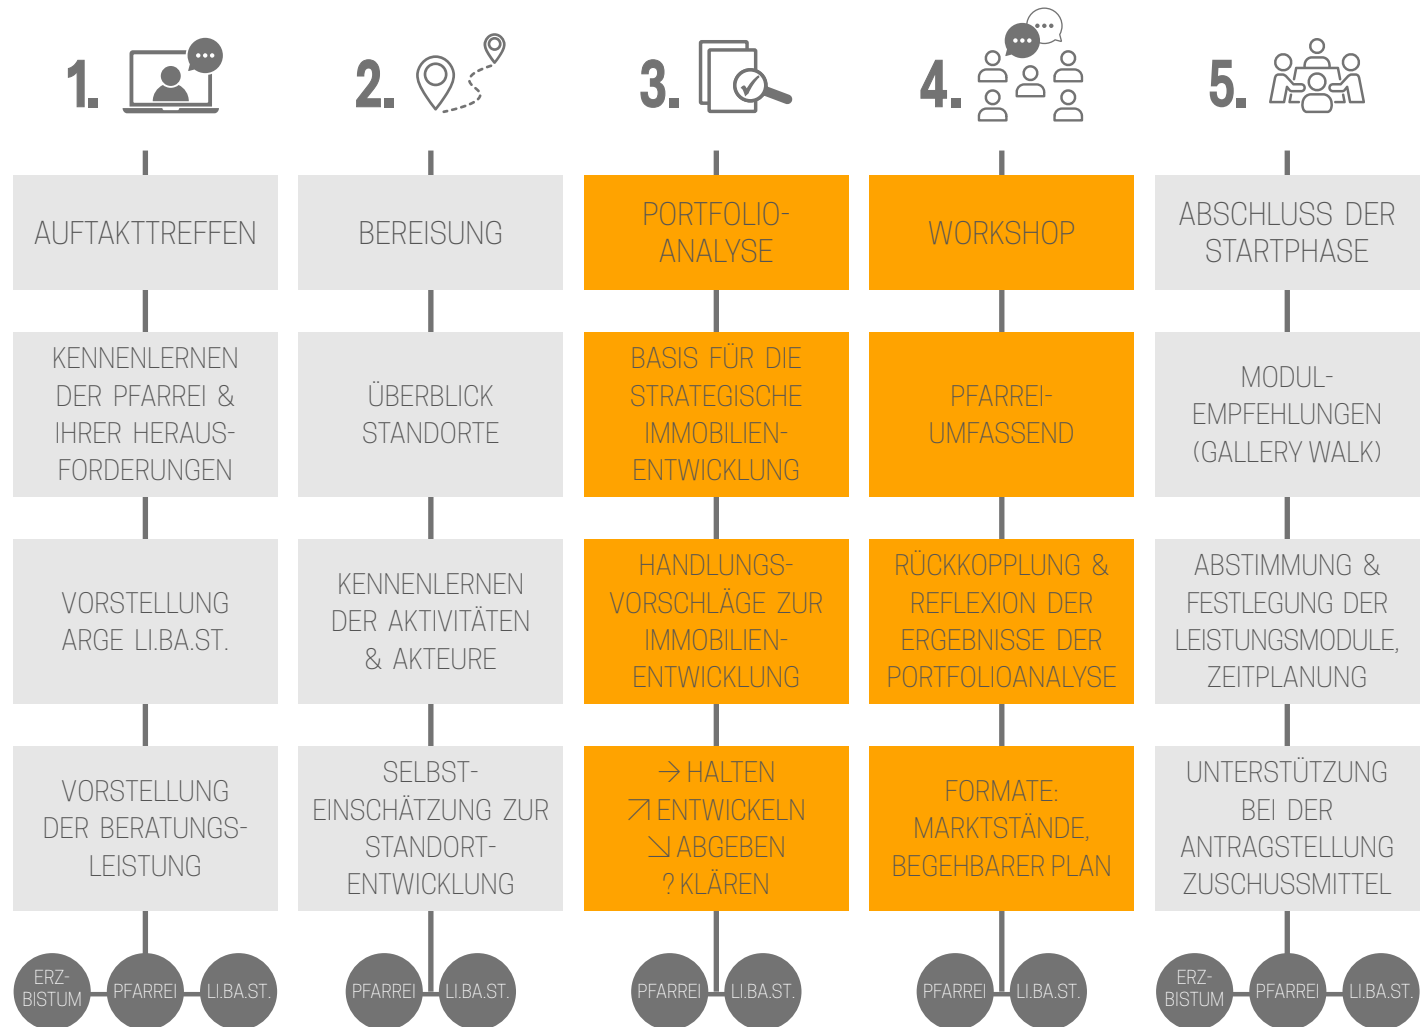 1.
AUFTAKTTREFFEN
KENNENLERNEN
DER PFARREI &
IHRER HERAUS-
FORDERUNGEN
VORSTELLUNG
ARGE LI.BA.ST.
VORSTELLUNG
DER BERATUNGS-
LEISTUNG
ERZ-
BISTUM
PFARREI
LI.BA.ST.
2.
BEREISUNG
ÜBERBLICK
STANDORTE
KENNENLERNEN
DER AKTIVITÄTEN
& AKTEURE
SELBST-
EINSCHÄTZUNG ZUR
STANDORT-
ENTWICKLUNG
PFARREI
LI.BA.ST.
3.
PORTFOLIO-
ANALYSE
BASIS FÜR DIE
STRATEGISCHE
IMMOBILIEN-
ENTWICKLUNG
HANDLUNGS-
VORSCHLÄGE ZUR
IMMOBILIEN-
ENTWICKLUNG
→ HALTEN
↗ ENTWICKELN
↘ ABGEBEN
? KLÄREN
PFARREI
LI.BA.ST.
4.
WORKSHOP
PFARREI-
UMFASSEND
RÜCKKOPPLUNG &
REFLEXION DER
ERGEBNISSE DER
PORTFOLIOANALYSE
FORMATE:
MARKTSTÄNDE,
BEGEHBARER PLAN
PFARREI
LI.BA.ST.
5.
ABSCHLUSS DER
STARTPHASE
MODUL-
EMPFEHLUNGEN
(GALLERY WALK)
ABSTIMMUNG &
FESTLEGUNG DER
LEISTUNGSMODULE,
ZEITPLANUNG
UNTERSTÜTZUNG
BEI DER
ANTRAGSTELLUNG
ZUSCHUSSMITTEL
ERZ-
BISTUM
PFARREI
LI.BA.ST.